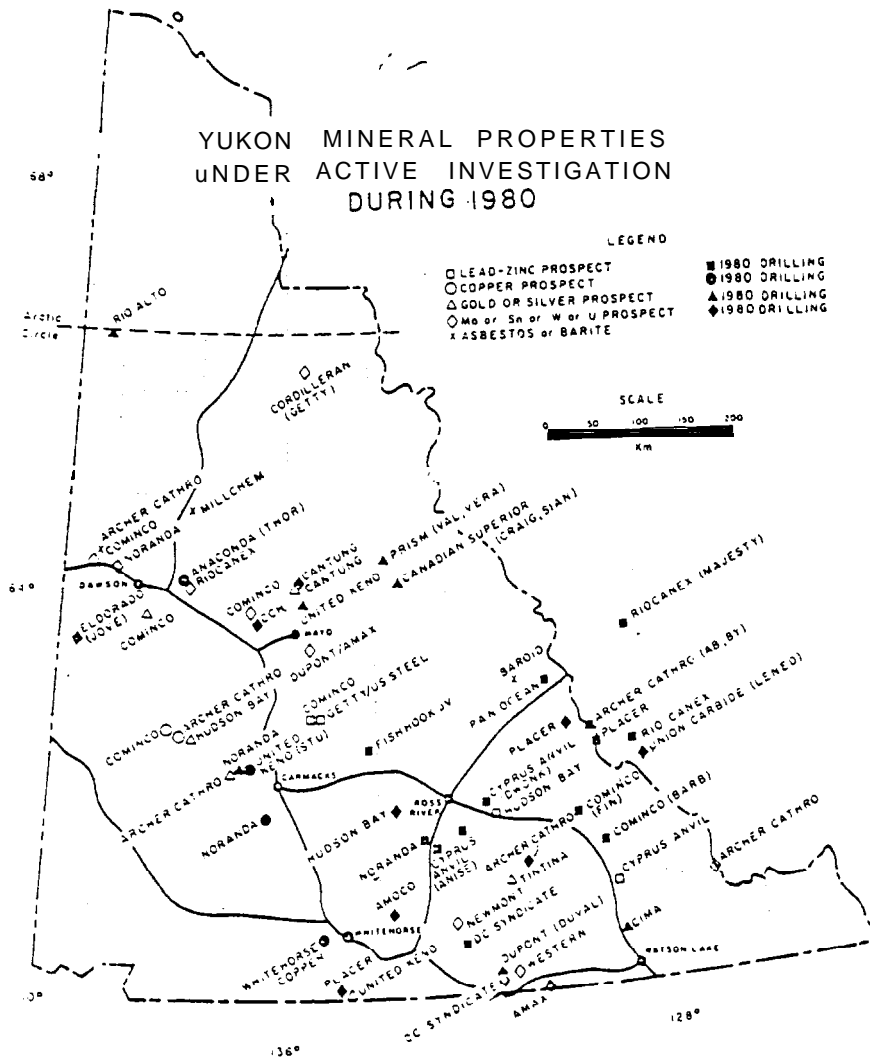 YUKON MINERAL PROPERTIES
uNDER ACTIVE INVESTIGATION
DURING 1980
68°
LEGEND
LEAD-ZINC PROSPECT
COPPER PROSPECT
GOLD OR SILVER PROSPECT
Mo or Sn or W or U PROSPECT
x ASBESTOS or BARITE
1980 DRILLING
1980 DRILLING
1980 DRILLING
1980 DRILLING
Arctic
Circle
RIO ALTO
CORDILLERAN
(GETTY)
SCALE
0 50 100 150 200
Km
ARCHER CATHRO
COMINCO
NORANDA
x MILLCHEM
ANACONDA (THOR)
RIOCANEX
CANTUNG
CANTUNG
PRISM (VAL, VERA)
CANADIAN SUPERIOR
(CRAIG, SIAN)
64°
DAWSON
ELDORADO
(JOVE)
COMINCO
COMINCO
CCH
UNITED KENO
MAYO
DUPONT/AMAX
RIOCANEX (MAJESTY)
COMINCO
ARCHER CATHRO
HUDSON BAY
COMINCO
GETTY/US STEEL
FISHHOOK JV
BAROID
x
PAN OCEAN
PLACER
ARCHER CATHRO (AB, BY)
PLACER
RIO CANEX
UNION CARBIDE (LENED)
ARCHER CATHRO
NORANDA
UNITED
KENO (STU)
CARMACKS
NORANDA
HUDSON BAY
ROSS
RIVER
CYPRUS ANVIL
HUDSON BAY
NORANDA
CYPRUS
ANVIL
(ANISE)
ARCHER CATHRO
COMINCO
(FIN)
COMINCO (BARB)
TINTINA
CYPRUS ANVIL
ARCHER CATHRO
AMOCO
NEWMONT
DC SYNDICATE
CIMA
WHITEHORSE
WHITEHORSE
COPPER
PLACER
UNITED KENO
DUPONT (DUVAL)
WESTERN
DC SYNDICATE
AMAX
WATSON LAKE
136°
128°